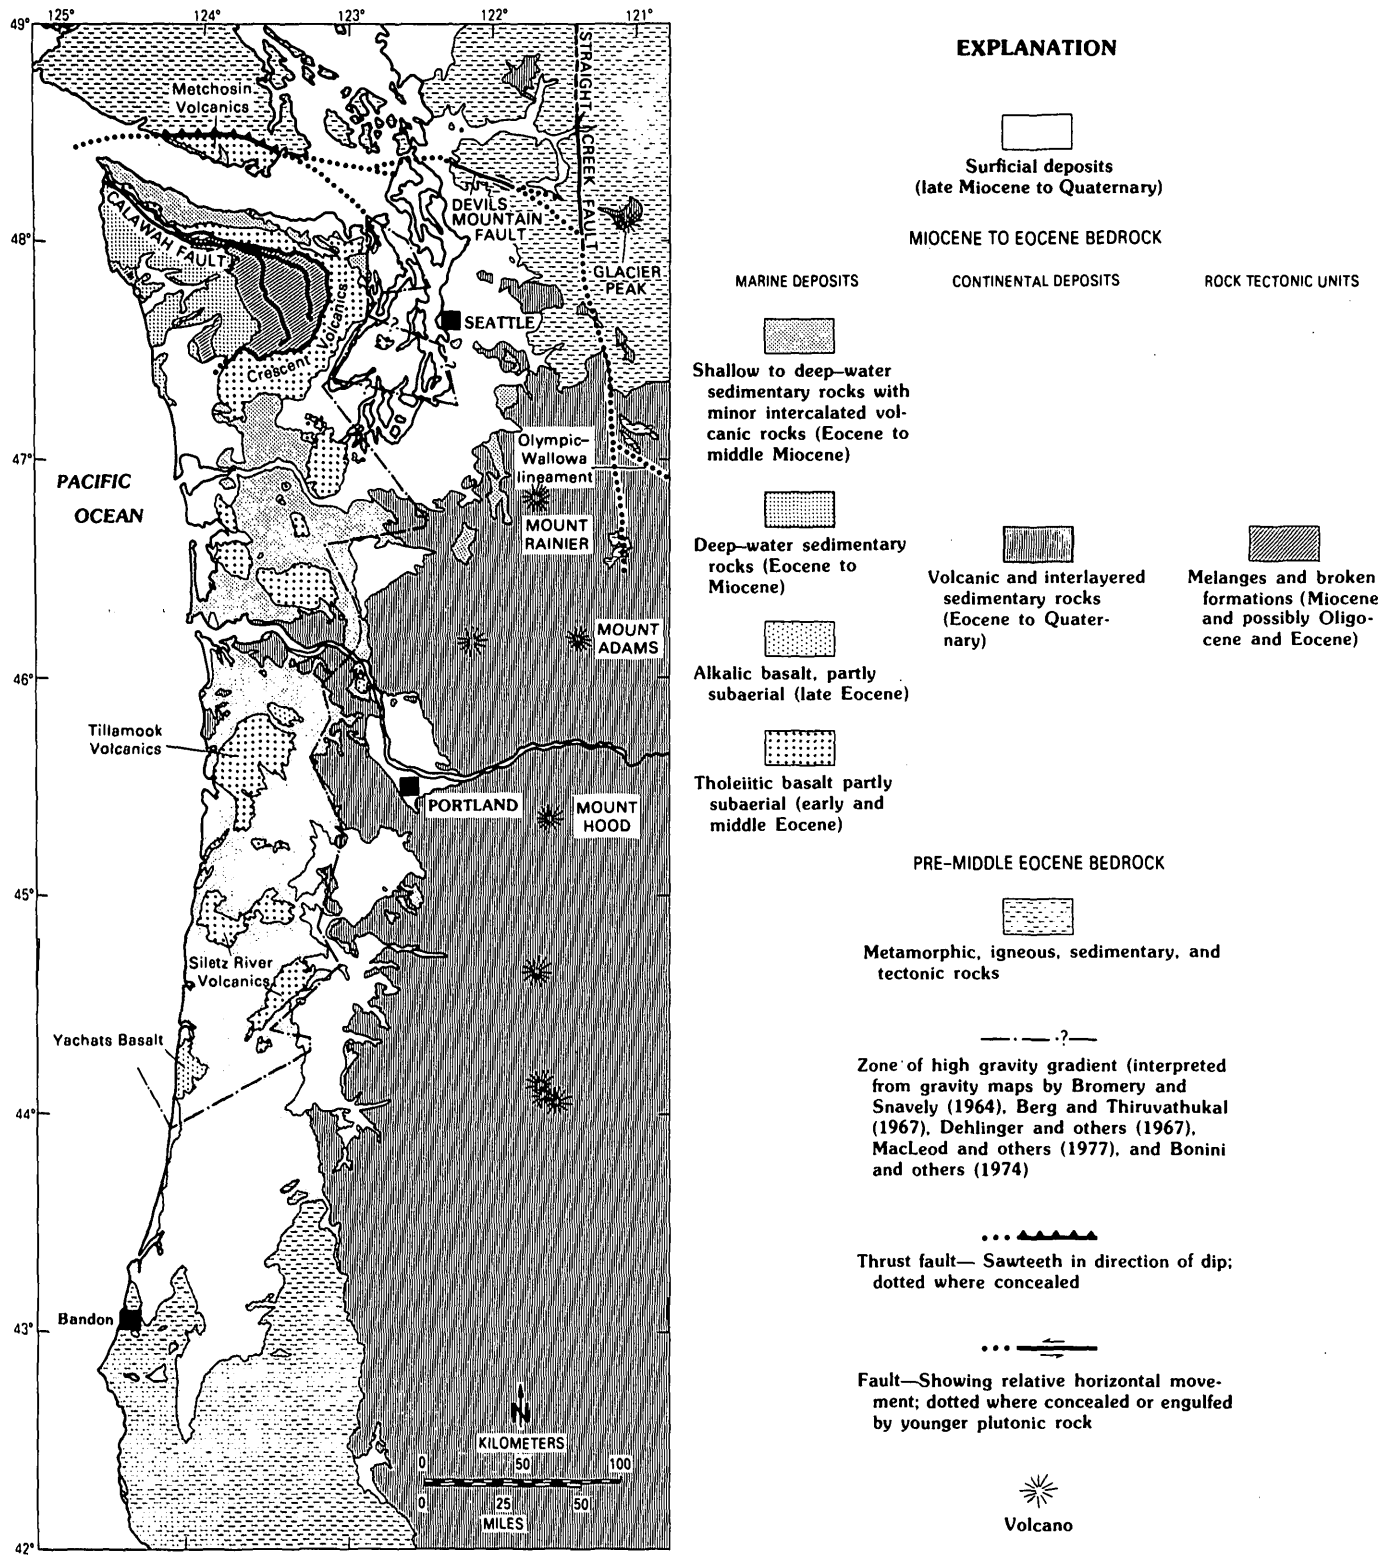 125° 124° 123° 122° 121°
49°
48°
47°
46°
45°
44°
43°
42°
Metchosin
Volcanics
STRAIGHT CREEK FAULT
DEVILS
MOUNTAIN
FAULT
CALAWAH FAULT
GLACIER
PEAK
SEATTLE
Crescent Volcanics
Olympic–
Wallowa
lineament
PACIFIC
OCEAN
MOUNT
RAINIER
MOUNT
ADAMS
Tillamook
Volcanics
PORTLAND
MOUNT
HOOD
Siletz River
Volcanics
Yachats Basalt
Bandon
N
KILOMETERS
0 50 100
0 25 50
MILES
EXPLANATION
Surficial deposits
(late Miocene to Quaternary)
MIOCENE TO EOCENE BEDROCK
MARINE DEPOSITS
CONTINENTAL DEPOSITS
ROCK TECTONIC UNITS
Shallow to deep–water
sedimentary rocks with
minor intercalated vol-
canic rocks (Eocene to
middle Miocene)
Deep–water sedimentary
rocks (Eocene to
Miocene)
Volcanic and interlayered
sedimentary rocks
(Eocene to Quater-
nary)
Melanges and broken
formations (Miocene
and possibly Oligo-
cene and Eocene)
Alkalic basalt, partly
subaerial (late Eocene)
Tholeiitic basalt partly
subaerial (early and
middle Eocene)
PRE–MIDDLE EOCENE BEDROCK
Metamorphic, igneous, sedimentary, and
tectonic rocks
?
Zone of high gravity gradient (interpreted
from gravity maps by Bromery and
Snavely (1964), Berg and Thiruvathukal
(1967), Dehlinger and others (1967),
MacLeod and others (1977), and Bonini
and others (1974)
Thrust fault— Sawteeth in direction of dip;
dotted where concealed
Fault—Showing relative horizontal move-
ment; dotted where concealed or engulfed
by younger plutonic rock
Volcano